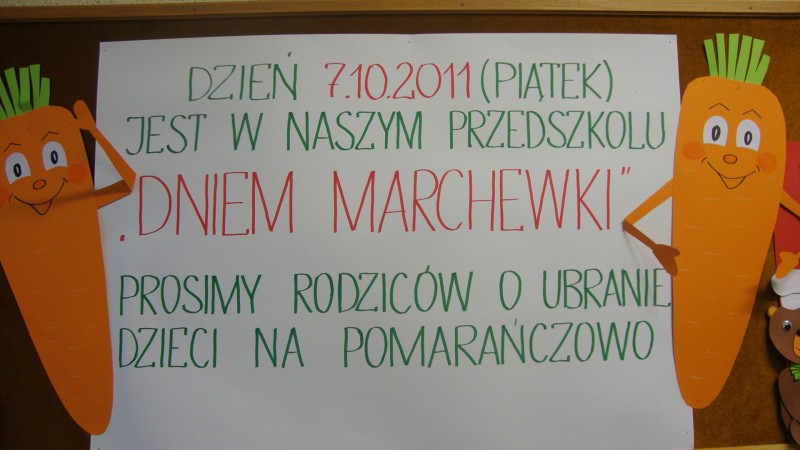 DZIEŃ 7.10.2011 (PIĄTEK)
JEST W NASZYM PRZEDSZKOLU
„DNIEM MARCHEWKI”
PROSIMY RODZICÓW O UBRANIE
DZIECI NA POMARAŃCZOWO